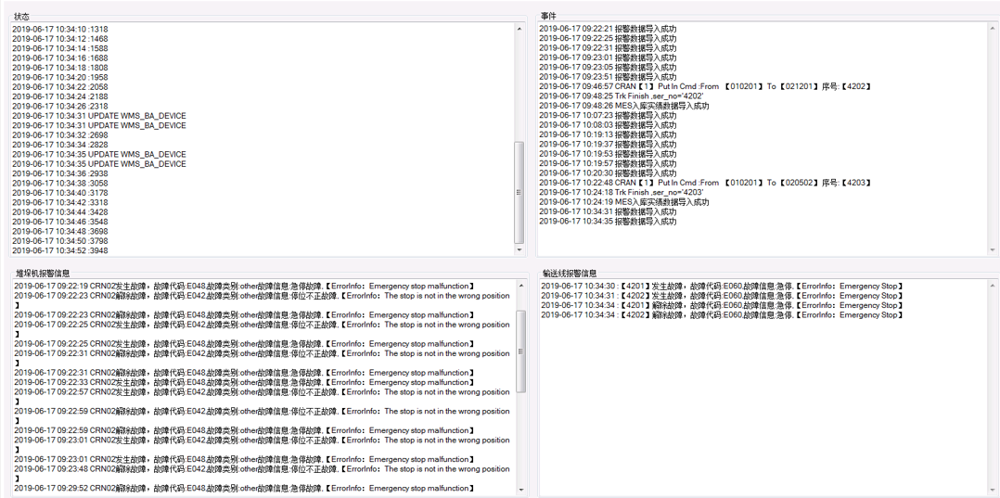 状态
2019-06-17 10:34:10 :1318
2019-06-17 10:34:12 :1468
2019-06-17 10:34:14 :1588
2019-06-17 10:34:16 :1688
2019-06-17 10:34:18 :1808
2019-06-17 10:34:20 :1958
2019-06-17 10:34:22 :2058
2019-06-17 10:34:24 :2188
2019-06-17 10:34:26 :2318
2019-06-17 10:34:31 UPDATE WMS_BA_DEVICE
2019-06-17 10:34:31 UPDATE WMS_BA_DEVICE
2019-06-17 10:34:32 :2698
2019-06-17 10:34:34 :2828
2019-06-17 10:34:35 UPDATE WMS_BA_DEVICE
2019-06-17 10:34:35 UPDATE WMS_BA_DEVICE
2019-06-17 10:34:36 :2938
2019-06-17 10:34:38 :3058
2019-06-17 10:34:40 :3178
2019-06-17 10:34:42 :3318
2019-06-17 10:34:44 :3428
2019-06-17 10:34:46 :3548
2019-06-17 10:34:48 :3698
2019-06-17 10:34:50 :3798
2019-06-17 10:34:52 :3948
事件
2019-06-17 09:22:21 报警数据导入成功
2019-06-17 09:22:25 报警数据导入成功
2019-06-17 09:22:31 报警数据导入成功
2019-06-17 09:23:01 报警数据导入成功
2019-06-17 09:23:05 报警数据导入成功
2019-06-17 09:23:51 报警数据导入成功
2019-06-17 09:46:57 CRAN【1】Put In Cmd :From 【010201】To【021201】序号:【4202】
2019-06-17 09:48:25 Trk Finish ,ser_no='4202'
2019-06-17 09:48:26 MES入库实绩数据导入成功
2019-06-17 10:07:23 报警数据导入成功
2019-06-17 10:08:03 报警数据导入成功
2019-06-17 10:19:13 报警数据导入成功
2019-06-17 10:19:37 报警数据导入成功
2019-06-17 10:19:53 报警数据导入成功
2019-06-17 10:19:57 报警数据导入成功
2019-06-17 10:20:30 报警数据导入成功
2019-06-17 10:22:48 CRAN【1】Put In Cmd :From 【010201】To【020502】序号:【4203】
2019-06-17 10:24:18 Trk Finish ,ser_no='4203'
2019-06-17 10:24:19 MES入库实绩数据导入成功
2019-06-17 10:34:31 报警数据导入成功
2019-06-17 10:34:35 报警数据导入成功
堆垛机报警信息
2019-06-17 09:22:19 CRN02发生故障，故障代码:E048,故障类别:other故障信息:急停故障.【ErrorInfo：Emergency stop malfunction】
2019-06-17 09:22:23 CRN02解除故障，故障代码:E042,故障类别:other故障信息:停位不正故障.【ErrorInfo：The stop is not in the wrong position
】
2019-06-17 09:22:23 CRN02解除故障，故障代码:E048,故障类别:other故障信息:急停故障.【ErrorInfo：Emergency stop malfunction】
2019-06-17 09:22:25 CRN02发生故障，故障代码:E042,故障类别:other故障信息:停位不正故障.【ErrorInfo：The stop is not in the wrong position
】
2019-06-17 09:22:25 CRN02发生故障，故障代码:E048,故障类别:other故障信息:急停故障.【ErrorInfo：Emergency stop malfunction】
2019-06-17 09:22:31 CRN02解除故障，故障代码:E042,故障类别:other故障信息:停位不正故障.【ErrorInfo：The stop is not in the wrong position
】
2019-06-17 09:22:31 CRN02解除故障，故障代码:E048,故障类别:other故障信息:急停故障.【ErrorInfo：Emergency stop malfunction】
2019-06-17 09:22:33 CRN02发生故障，故障代码:E048,故障类别:other故障信息:急停故障.【ErrorInfo：Emergency stop malfunction】
2019-06-17 09:22:57 CRN02发生故障，故障代码:E042,故障类别:other故障信息:停位不正故障.【ErrorInfo：The stop is not in the wrong position
】
2019-06-17 09:22:59 CRN02解除故障，故障代码:E042,故障类别:other故障信息:停位不正故障.【ErrorInfo：The stop is not in the wrong position
】
2019-06-17 09:22:59 CRN02解除故障，故障代码:E048,故障类别:other故障信息:急停故障.【ErrorInfo：Emergency stop malfunction】
2019-06-17 09:23:01 CRN02发生故障，故障代码:E042,故障类别:other故障信息:停位不正故障.【ErrorInfo：The stop is not in the wrong position
】
2019-06-17 09:23:01 CRN02发生故障，故障代码:E048,故障类别:other故障信息:急停故障.【ErrorInfo：Emergency stop malfunction】
2019-06-17 09:23:48 CRN02解除故障，故障代码:E042,故障类别:other故障信息:停位不正故障.【ErrorInfo：The stop is not in the wrong position
】
2019-06-17 09:29:52 CRN02解除故障，故障代码:E048,故障类别:other故障信息:急停故障.【ErrorInfo：Emergency stop malfunction】
输送线报警信息
2019-06-17 10:34:30 :【4201】发生故障，故障代码:E060,故障信息:急停.【ErrorInfo：Emergency Stop】
2019-06-17 10:34:31 :【4202】发生故障，故障代码:E060,故障信息:急停.【ErrorInfo：Emergency Stop】
2019-06-17 10:34:34 :【4201】解除故障，故障代码:E060,故障信息:急停.【ErrorInfo：Emergency Stop】
2019-06-17 10:34:34 :【4202】解除故障，故障代码:E060,故障信息:急停.【ErrorInfo：Emergency Stop】